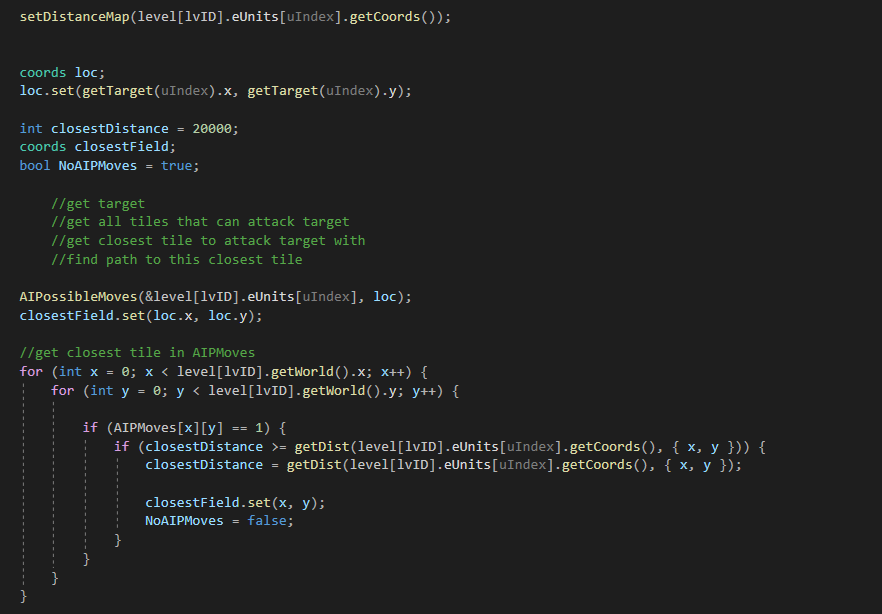 setDistanceMap(level[lvID].eUnits[uIndex].getCoords());
coords loc;
loc.set(getTarget(uIndex).x, getTarget(uIndex).y);
int closestDistance = 20000;
coords closestField;
bool NoAIPMoves = true;
//get target
//get all tiles that can attack target
//get closest tile to attack target with
//find path to this closest tile
AIPossibleMoves(&level[lvID].eUnits[uIndex], loc);
closestField.set(loc.x, loc.y);
//get closest tile in AIPMoves
for (int x = 0; x < level[lvID].getWorld().x; x++) {
for (int y = 0; y < level[lvID].getWorld().y; y++) {
if (AIPMoves[x][y] == 1) {
if (closestDistance >= getDist(level[lvID].eUnits[uIndex].getCoords(), { x, y })) {
closestDistance = getDist(level[lvID].eUnits[uIndex].getCoords(), { x, y });
closestField.set(x, y);
NoAIPMoves = false;
}
}
}
}